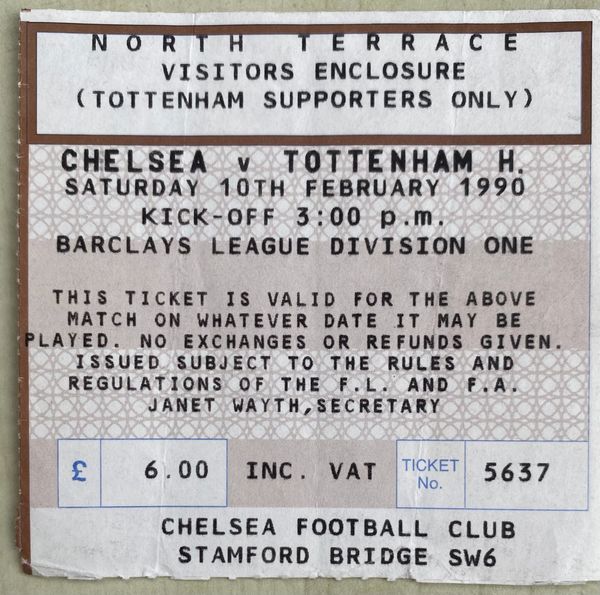 NORTH TERRACE
VISITORS ENCLOSURE
(TOTTENHAM SUPPORTERS ONLY)
CHELSEA v TOTTENHAM H.
SATURDAY 10TH FEBRUARY 1990
KICK-OFF 3:00 p.m.
BARCLAYS LEAGUE DIVISION ONE
THIS TICKET IS VALID FOR THE ABOVE
MATCH ON WHATEVER DATE IT MAY BE
PLAYED. NO EXCHANGES OR REFUNDS GIVEN.
ISSUED SUBJECT TO THE RULES AND
REGULATIONS OF THE F.L. AND F.A.
JANET WAYTH,SECRETARY
£ 6.00 INC. VAT TICKET No. 5637
CHELSEA FOOTBALL CLUB
STAMFORD BRIDGE SW6